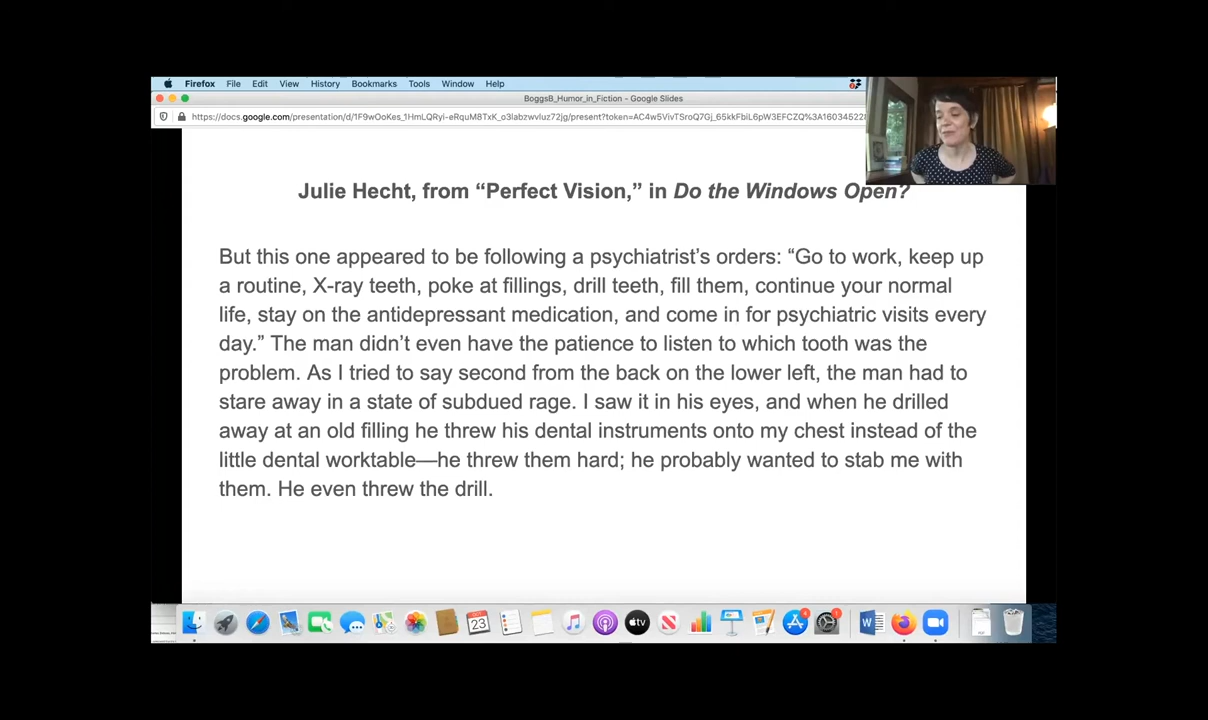 Firefox File Edit View History Bookmarks Tools Window Help
BoggsB_Humor_in_Fiction - Google Slides
Julie Hecht, from “Perfect Vision,” in Do the Windows Open?
But this one appeared to be following a psychiatrist’s orders: “Go to work, keep up
a routine, X-ray teeth, poke at fillings, drill teeth, fill them, continue your normal
life, stay on the antidepressant medication, and come in for psychiatric visits every
day.” The man didn’t even have the patience to listen to which tooth was the
problem. As I tried to say second from the back on the lower left, the man had to
stare away in a state of subdued rage. I saw it in his eyes, and when he drilled
away at an old filling he threw his dental instruments onto my chest instead of the
little dental worktable—he threw them hard; he probably wanted to stab me with
them. He even threw the drill.
OCT
23
tv
W